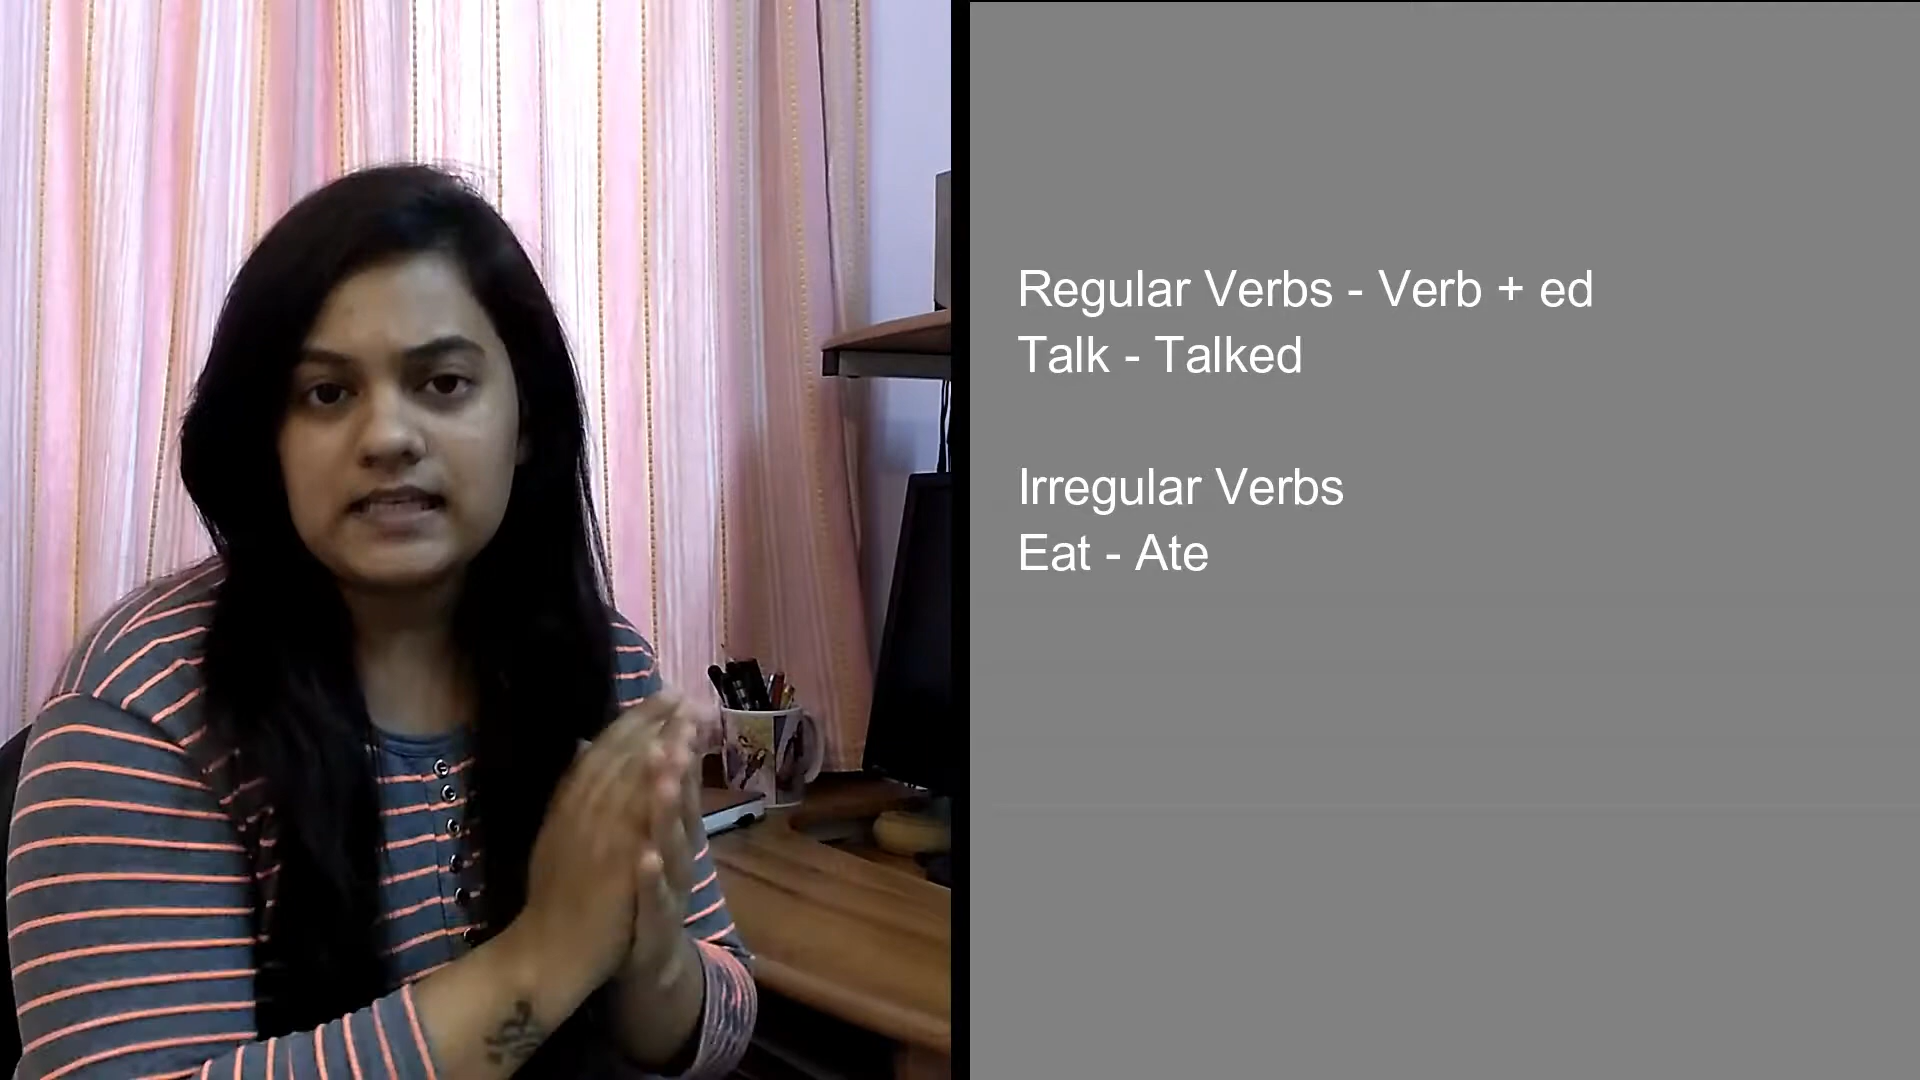 Regular Verbs - Verb + ed
Talk - Talked
Irregular Verbs
Eat - Ate